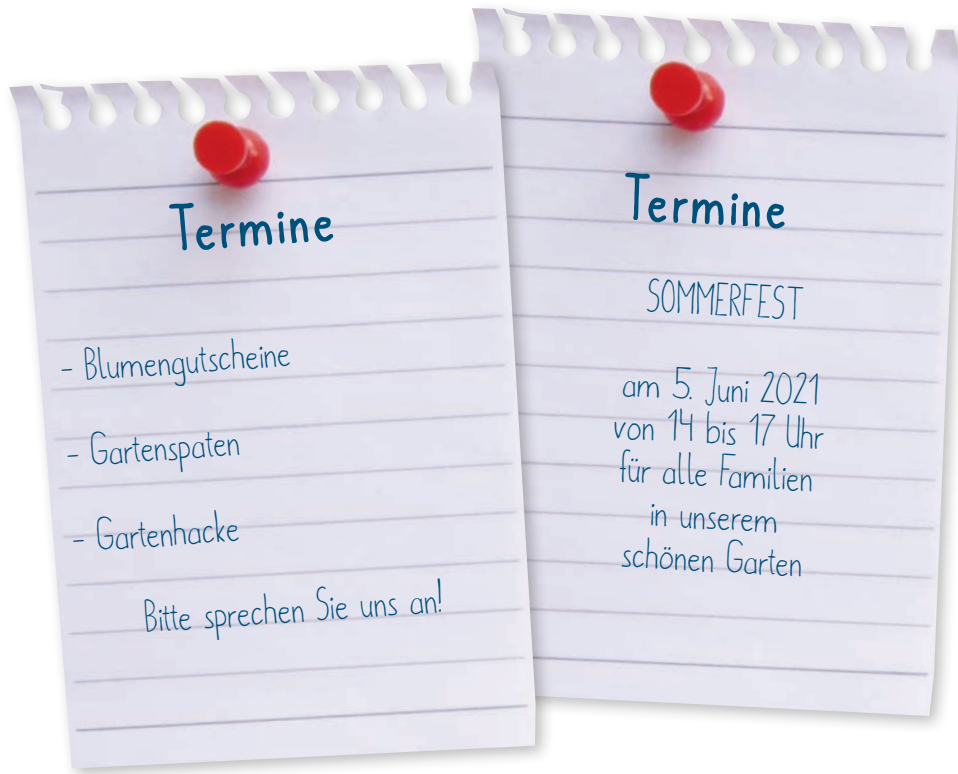 Termine
- Blumengutscheine
- Gartenspaten
- Gartenhacke
Bitte sprechen Sie uns an!
Termine
SOMMERFEST
am 5. Juni 2021
von 14 bis 17 Uhr
für alle Familien
in unserem
schönen Garten